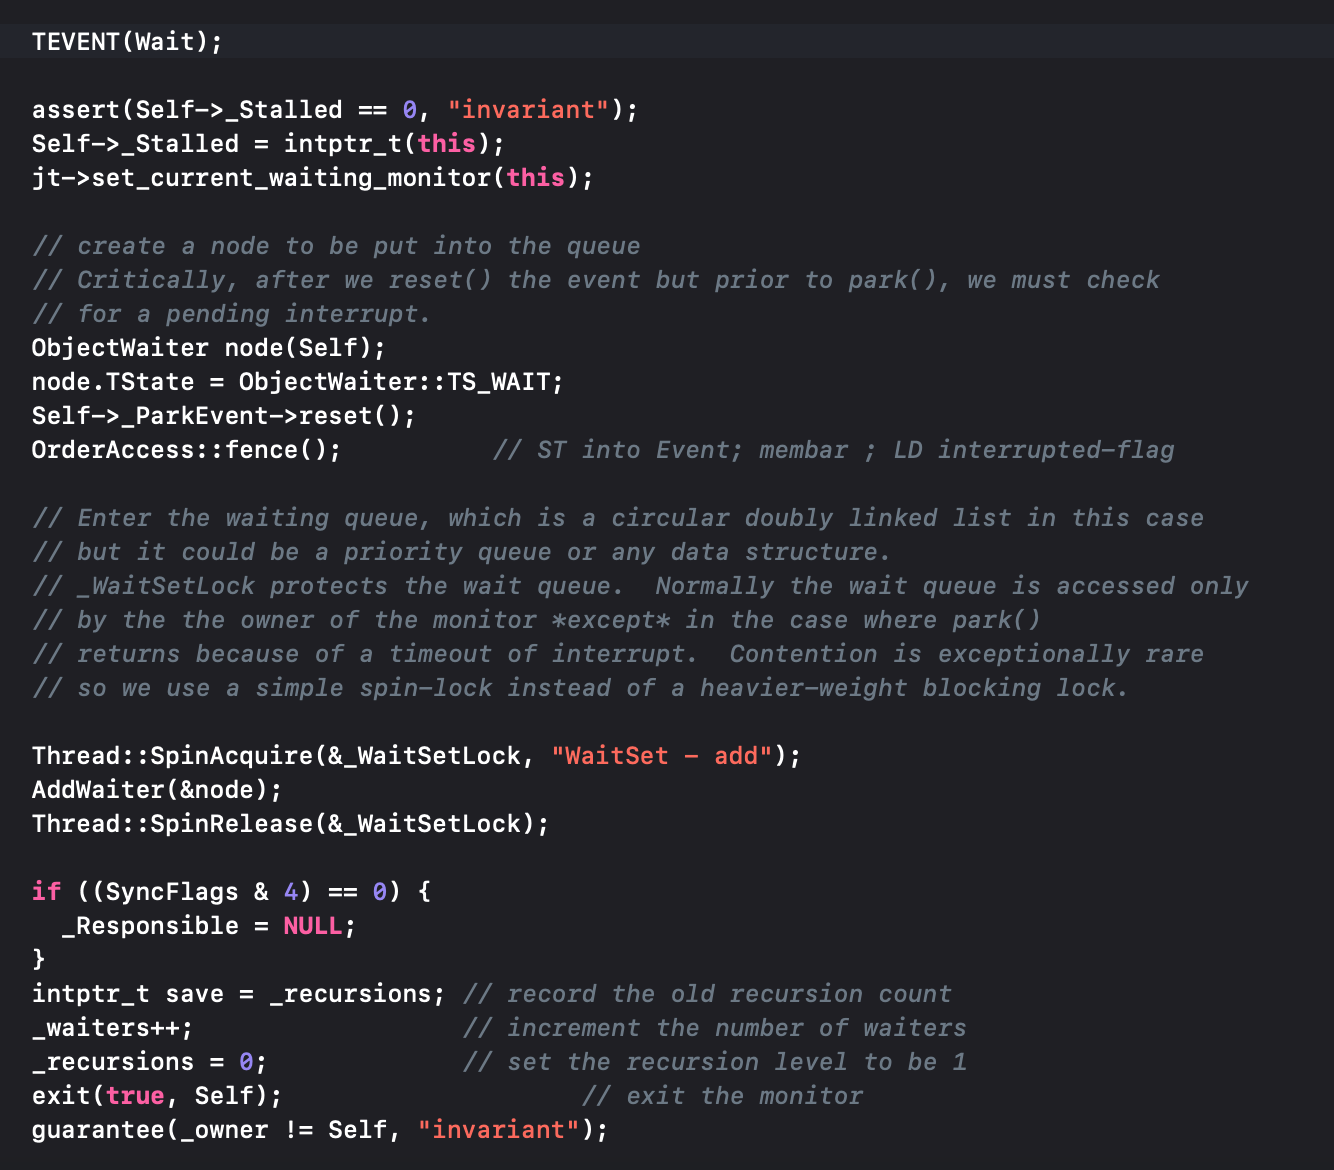 TEVENT(Wait);
assert(Self->_Stalled == 0, "invariant");
Self->_Stalled = intptr_t(this);
jt->set_current_waiting_monitor(this);
// create a node to be put into the queue
// Critically, after we reset() the event but prior to park(), we must check
// for a pending interrupt.
ObjectWaiter node(Self);
node.TState = ObjectWaiter::TS_WAIT;
Self->_ParkEvent->reset();
OrderAccess::fence();          // ST into Event; membar ; LD interrupted-flag
// Enter the waiting queue, which is a circular doubly linked list in this case
// but it could be a priority queue or any data structure.
// _WaitSetLock protects the wait queue.  Normally the wait queue is accessed only
// by the the owner of the monitor *except* in the case where park()
// returns because of a timeout of interrupt.  Contention is exceptionally rare
// so we use a simple spin-lock instead of a heavier-weight blocking lock.
Thread::SpinAcquire(&_WaitSetLock, "WaitSet - add");
AddWaiter(&node);
Thread::SpinRelease(&_WaitSetLock);
if ((SyncFlags & 4) == 0) {
  _Responsible = NULL;
}
intptr_t save = _recursions; // record the old recursion count
_waiters++;                  // increment the number of waiters
_recursions = 0;             // set the recursion level to be 1
exit(true, Self);                    // exit the monitor
guarantee(_owner != Self, "invariant");